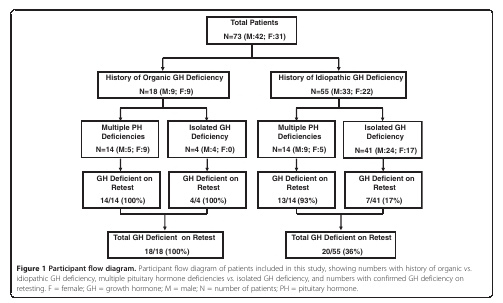 Total Patients
N=73 (M:42; F:31)
History of Organic GH Deficiency
N=18 (M:9; F:9)
History of Idiopathic GH Deficiency
N=55 (M:33; F:22)
Multiple PH
Deficiencies
N=14 (M:5; F:9)
Isolated GH
Deficiency
N=4 (M:4; F:0)
Multiple PH
Deficiencies
N=14 (M:9; F:5)
Isolated GH
Deficiency
N=41 (M:24; F:17)
GH Deficient on
Retest
14/14 (100%)
GH Deficient on
Retest
4/4 (100%)
GH Deficient on
Retest
13/14 (93%)
GH Deficient on
Retest
7/41 (17%)
Total GH Deficient on Retest
18/18 (100%)
Total GH Deficient on Retest
20/55 (36%)
Figure 1 Participant flow diagram. Participant flow diagram of patients included in this study, showing numbers with history of organic vs.
idiopathic GH deficiency, multiple pituitary hormone deficiencies vs. isolated GH deficiency, and numbers with confirmed GH deficiency on
retesting. F = female; GH = growth hormone; M = male; N = number of patients; PH = pituitary hormone.